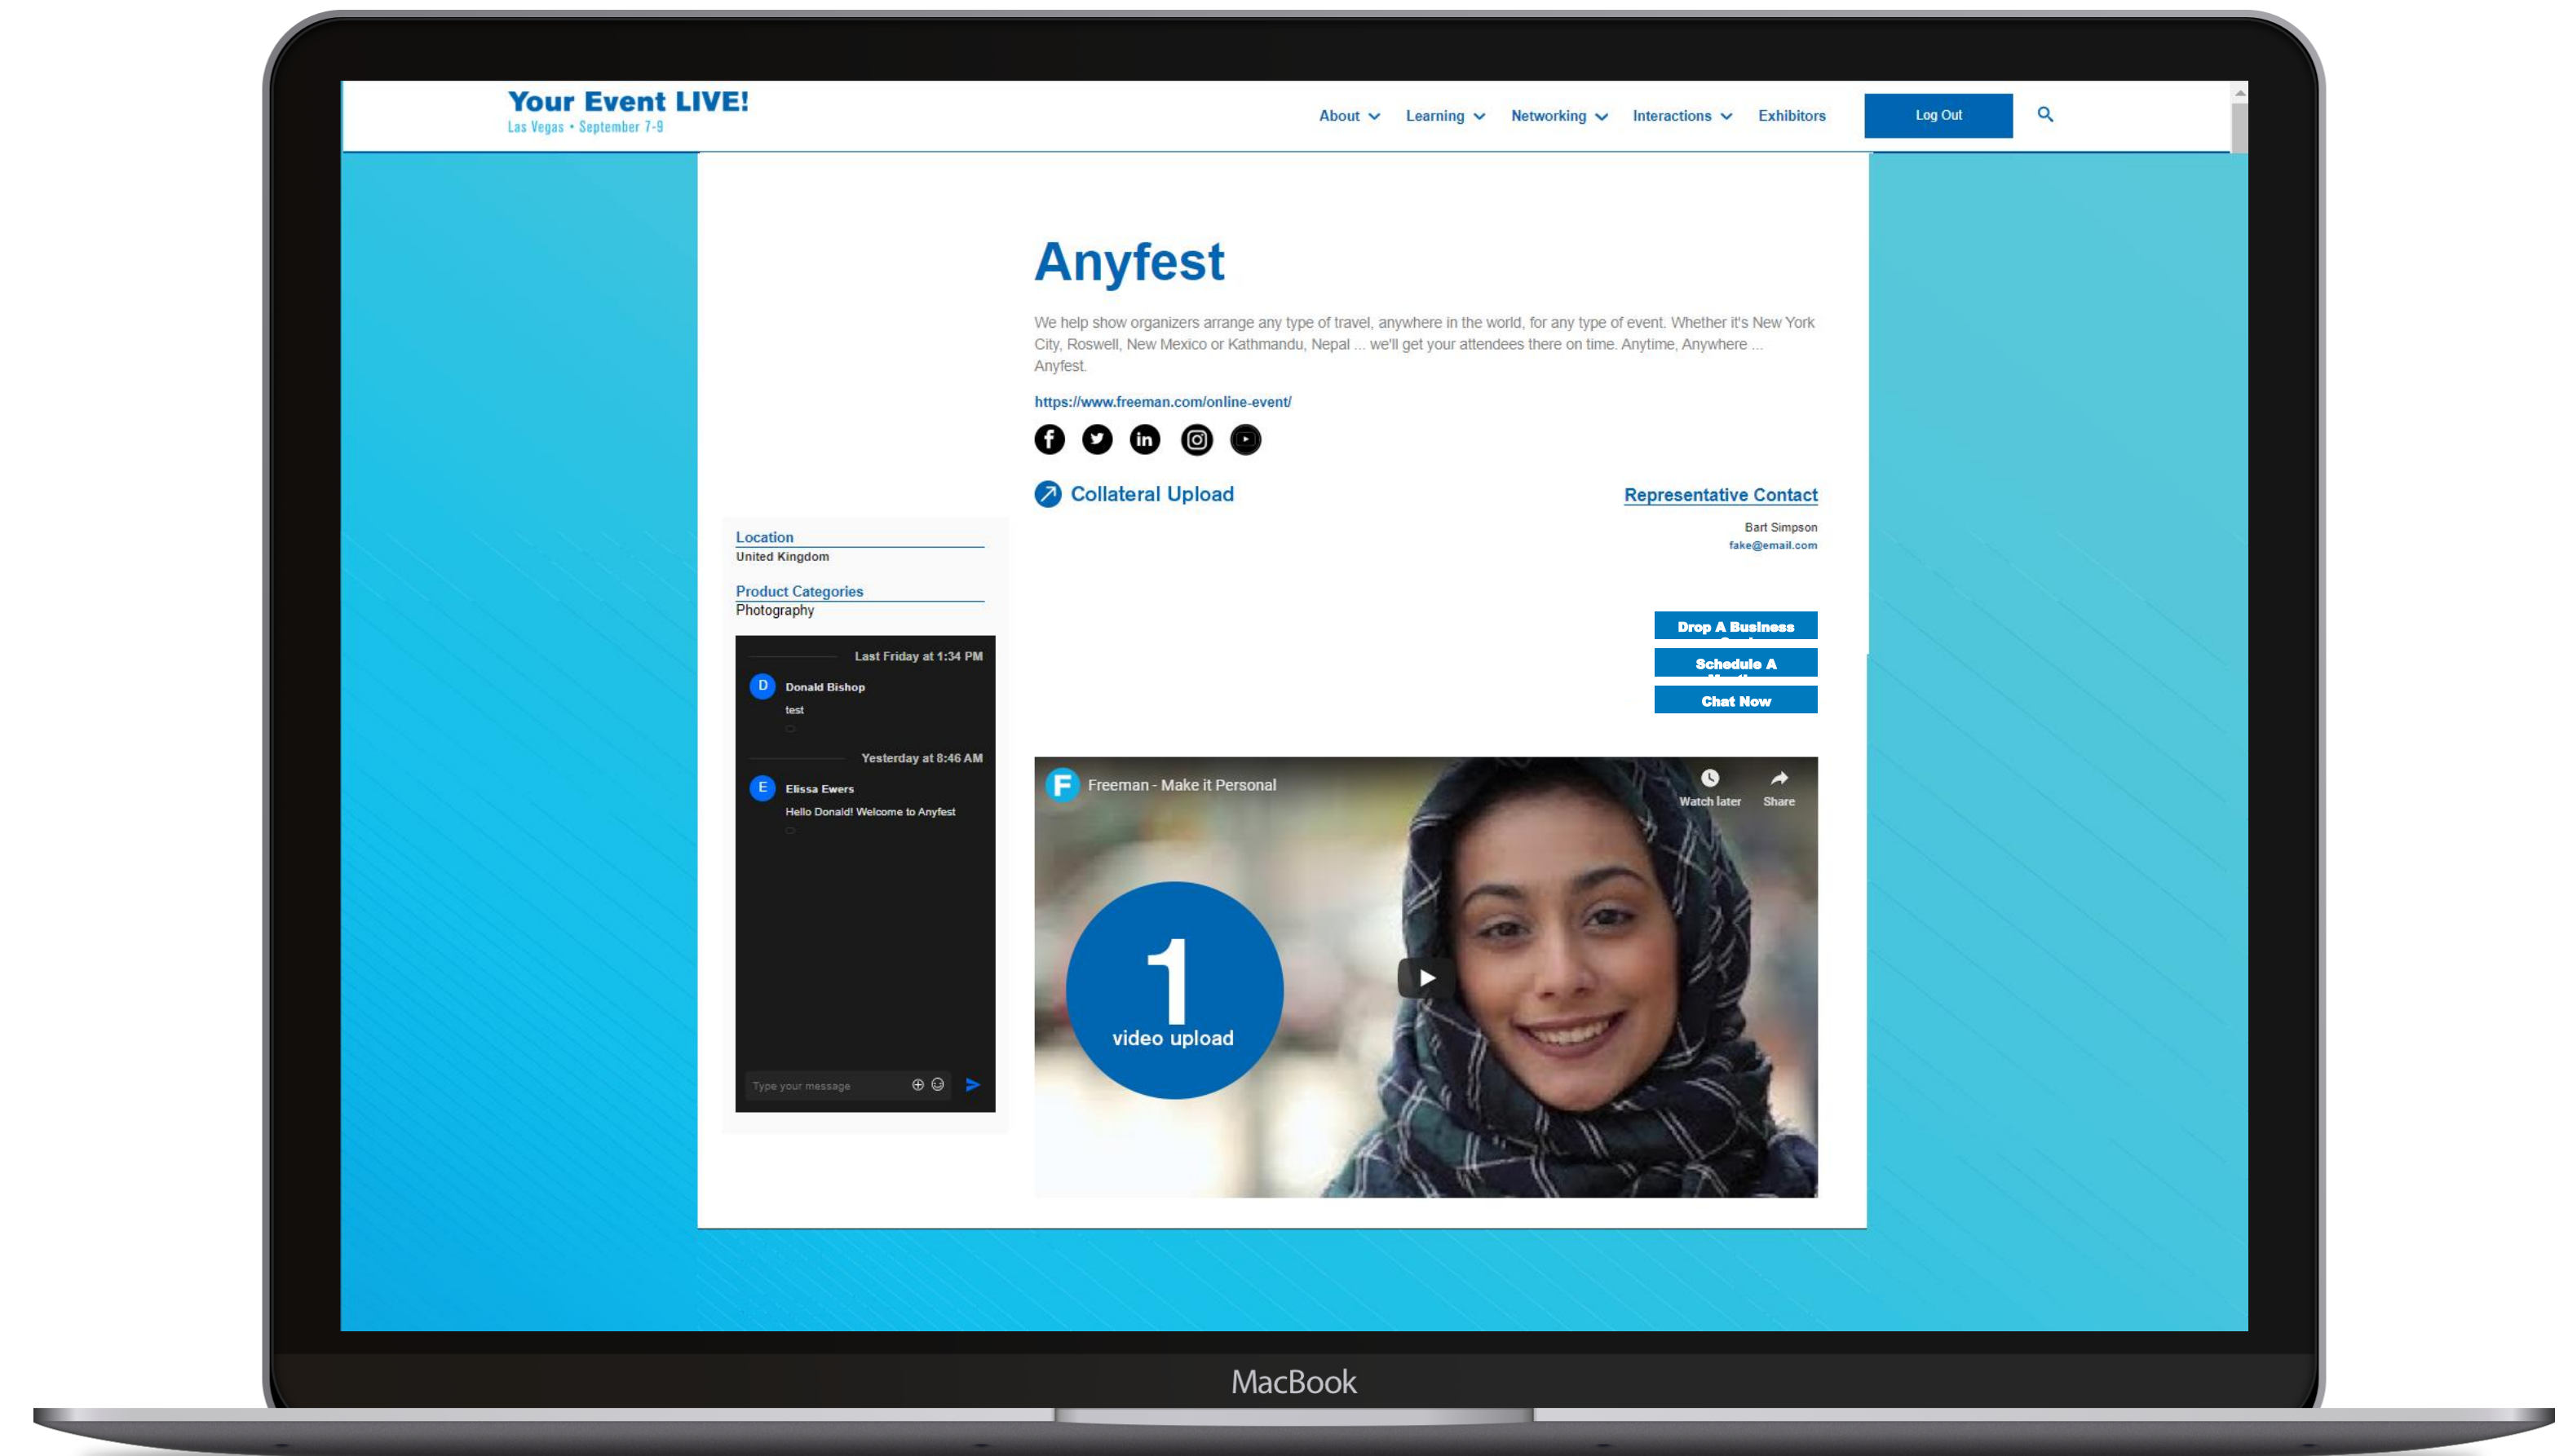 Your Event LIVE!
Las Vegas • September 7-9
About
Learning
Networking
Interactions
Exhibitors
Log Out
Anyfest
We help show organizers arrange any type of travel, anywhere in the world, for any type of event. Whether it's New York
City, Roswell, New Mexico or Kathmandu, Nepal ... we'll get your attendees there on time. Anytime, Anywhere ...
Anyfest.
https://www.freeman.com/online-event/
Collateral Upload
Representative Contact
Bart Simpson
fake@email.com
Location
United Kingdom
Product Categories
Photography
Last Friday at 1:34 PM
D
Donald Bishop
test
Yesterday at 8:46 AM
E
Elissa Ewers
Hello Donald! Welcome to Anyfest
Type your message
Drop A Business
Schedule A
Chat Now
F
Freeman - Make it Personal
Watch later
Share
1
video upload
MacBook